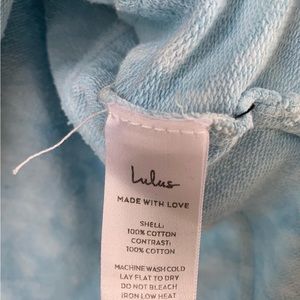 Lulus
MADE WITH LOVE
SHELL:
100% COTTON
CONTRAST:
100% COTTON
MACHINE WASH COLD
LAY FLAT TO DRY
DO NOT BLEACH
IRON LOW HEAT